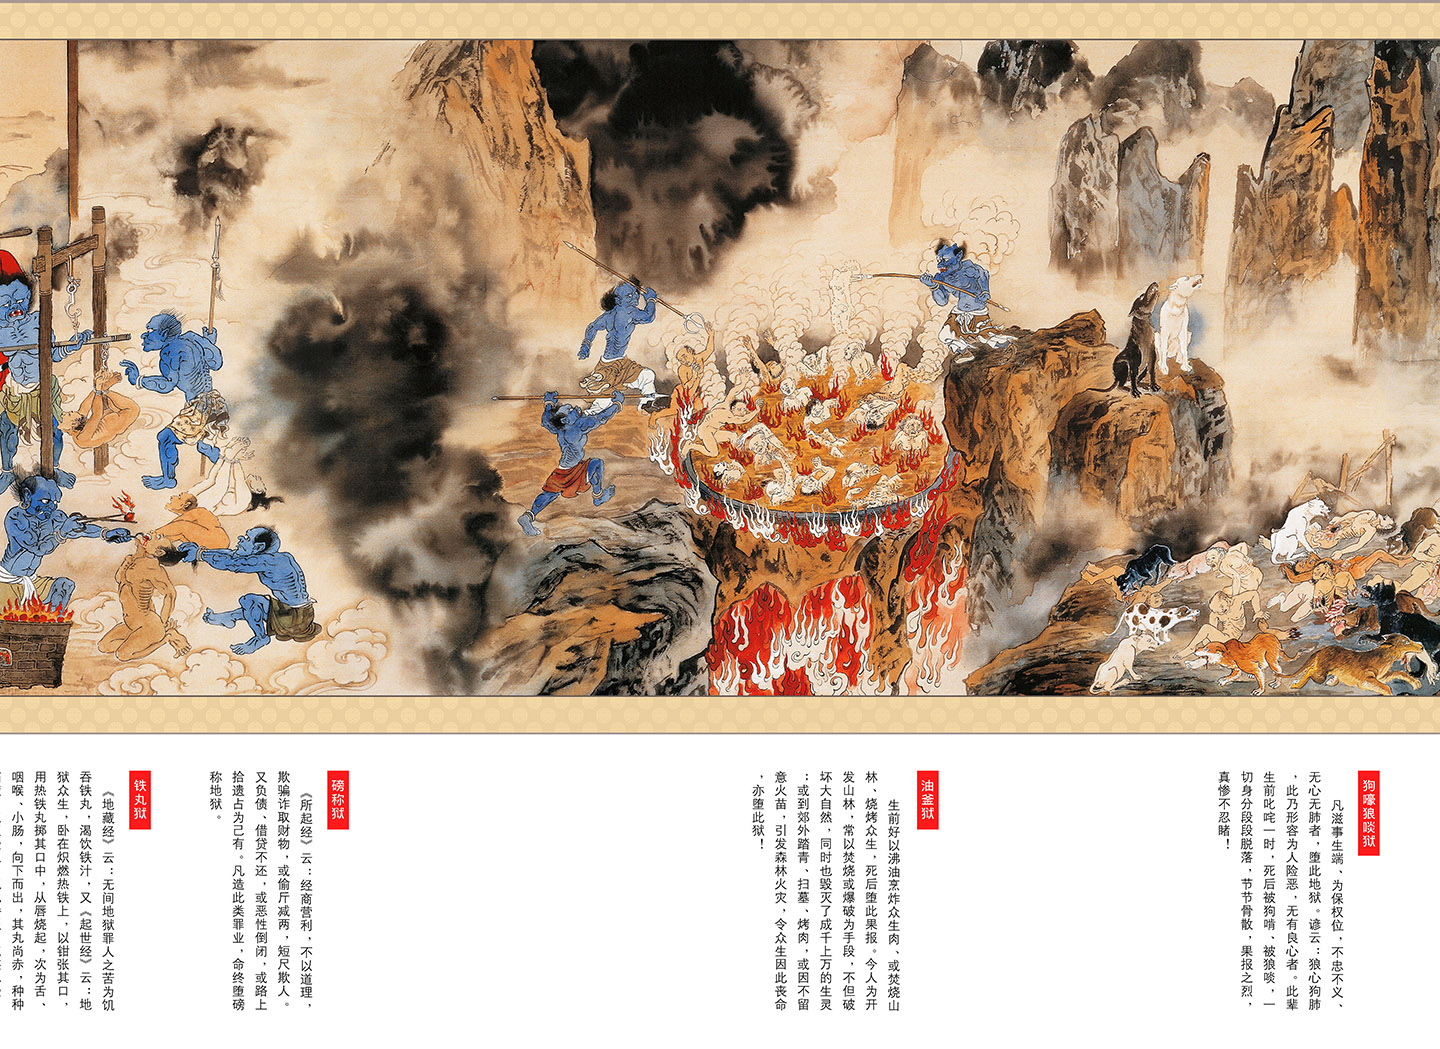 狗嚎狼啖狱
凡滋事生端、为保权位，不忠不义、
无心无肺者，堕此地狱。谚云：狼心狗肺
，此乃形容为人险恶，无有良心者。此辈
生前叱咤一时，死后被狗啃、被狼啖，一
切身分段段脱落，节节骨散，果报之烈，
真惨不忍睹！
油釜狱
生前好以沸油烹炸众生肉、或焚烧山
林、烧烤众生，死后堕此果报。今人为开
发山林，常以焚烧或爆破为手段，不但破
坏大自然，同时也毁灭了成千上万的生灵
；或到郊外踏青、扫墓、烤肉，或因不留
意火苗，引发森林火灾，令众生因此丧命
，亦堕此狱！
磅称狱
《所起经》云：经商营利，不以道理，
欺骗诈取财物，或偷斤减两，短尺欺人。
又负债、借贷不还，或恶性倒闭，或路上
拾遗占为己有。凡造此类罪业，命终堕磅
称地狱。
铁丸狱
《地藏经》云：无间地狱罪人之苦为饥
吞铁丸，渴饮铁汁，又《起世经》云：地
狱众生，卧在炽燃热铁上，以钳张其口，
用热铁丸掷其口中，从唇烧起，次为舌、
咽喉、小肠，向下而出，其丸尚赤，种种